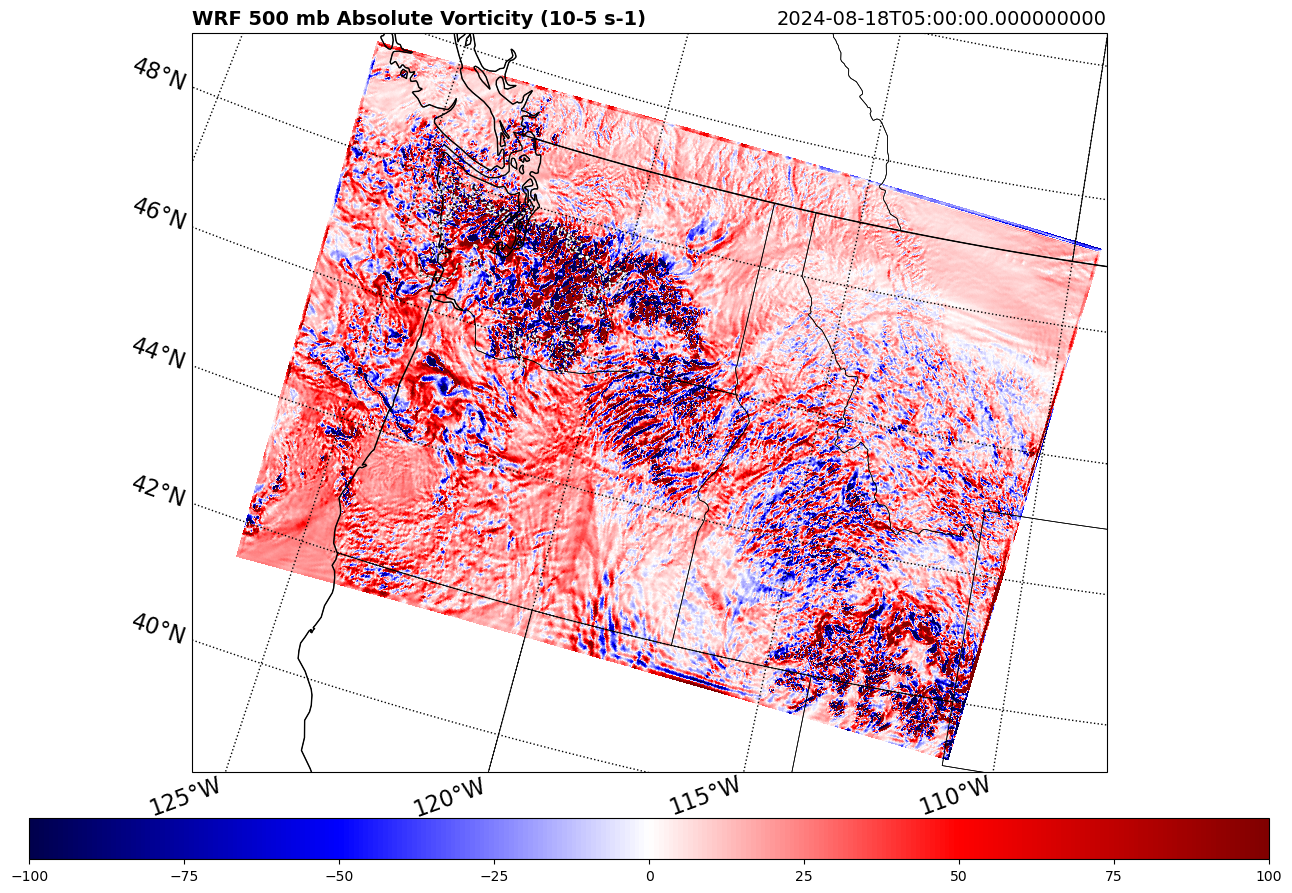 WRF 500 mb Absolute Vorticity (10-5 s-1)
2024-08-18T05:00:00.000000000
48°N
46°N
44°N
42°N
40°N
125°W
120°W
115°W
110°W
−100
−75
−50
−25
0
25
50
75
100